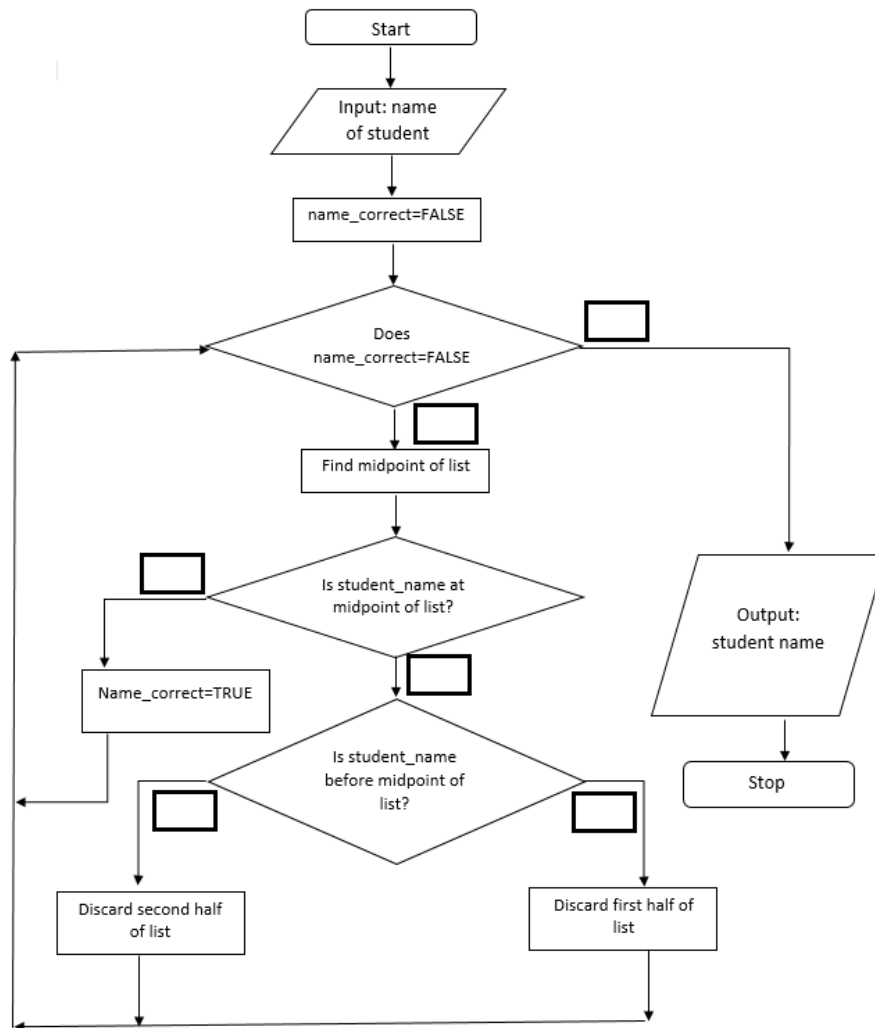 Start
Input: name
of student
name_correct=FALSE
Does
name_correct=FALSE
Find midpoint of list
Is student_name at
midpoint of list?
Output:
student name
Name_correct=TRUE
Is student_name
before midpoint of
list?
Stop
Discard second half
of list
Discard first half of
list